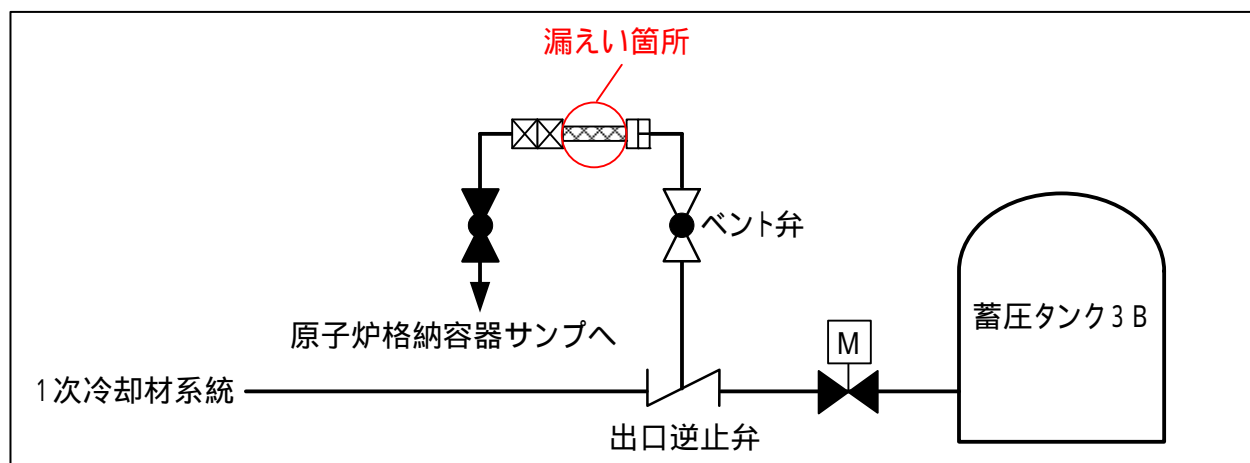 漏えい箇所
ベント弁
原子炉格納容器サンプへ
蓄圧タンク3B
M
1次冷却材系統
出口逆止弁